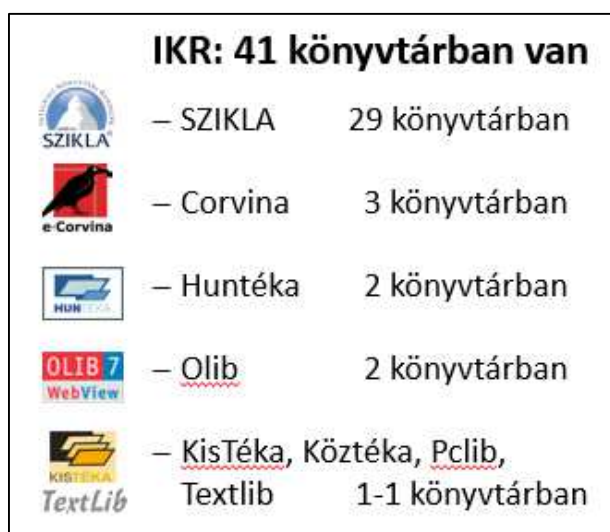 IKR: 41 könyvtárban van
SZIKLA
– SZIKLA 29 könyvtárban
e-Corvina
– Corvina 3 könyvtárban
HUNTÉKA
– Huntéka 2 könyvtárban
OLIB 7
WebView
– Olib 2 könyvtárban
KISTÉKA
TextLib
– KisTéka, Köztéka, Pclib,
Textlib 1-1 könyvtárban